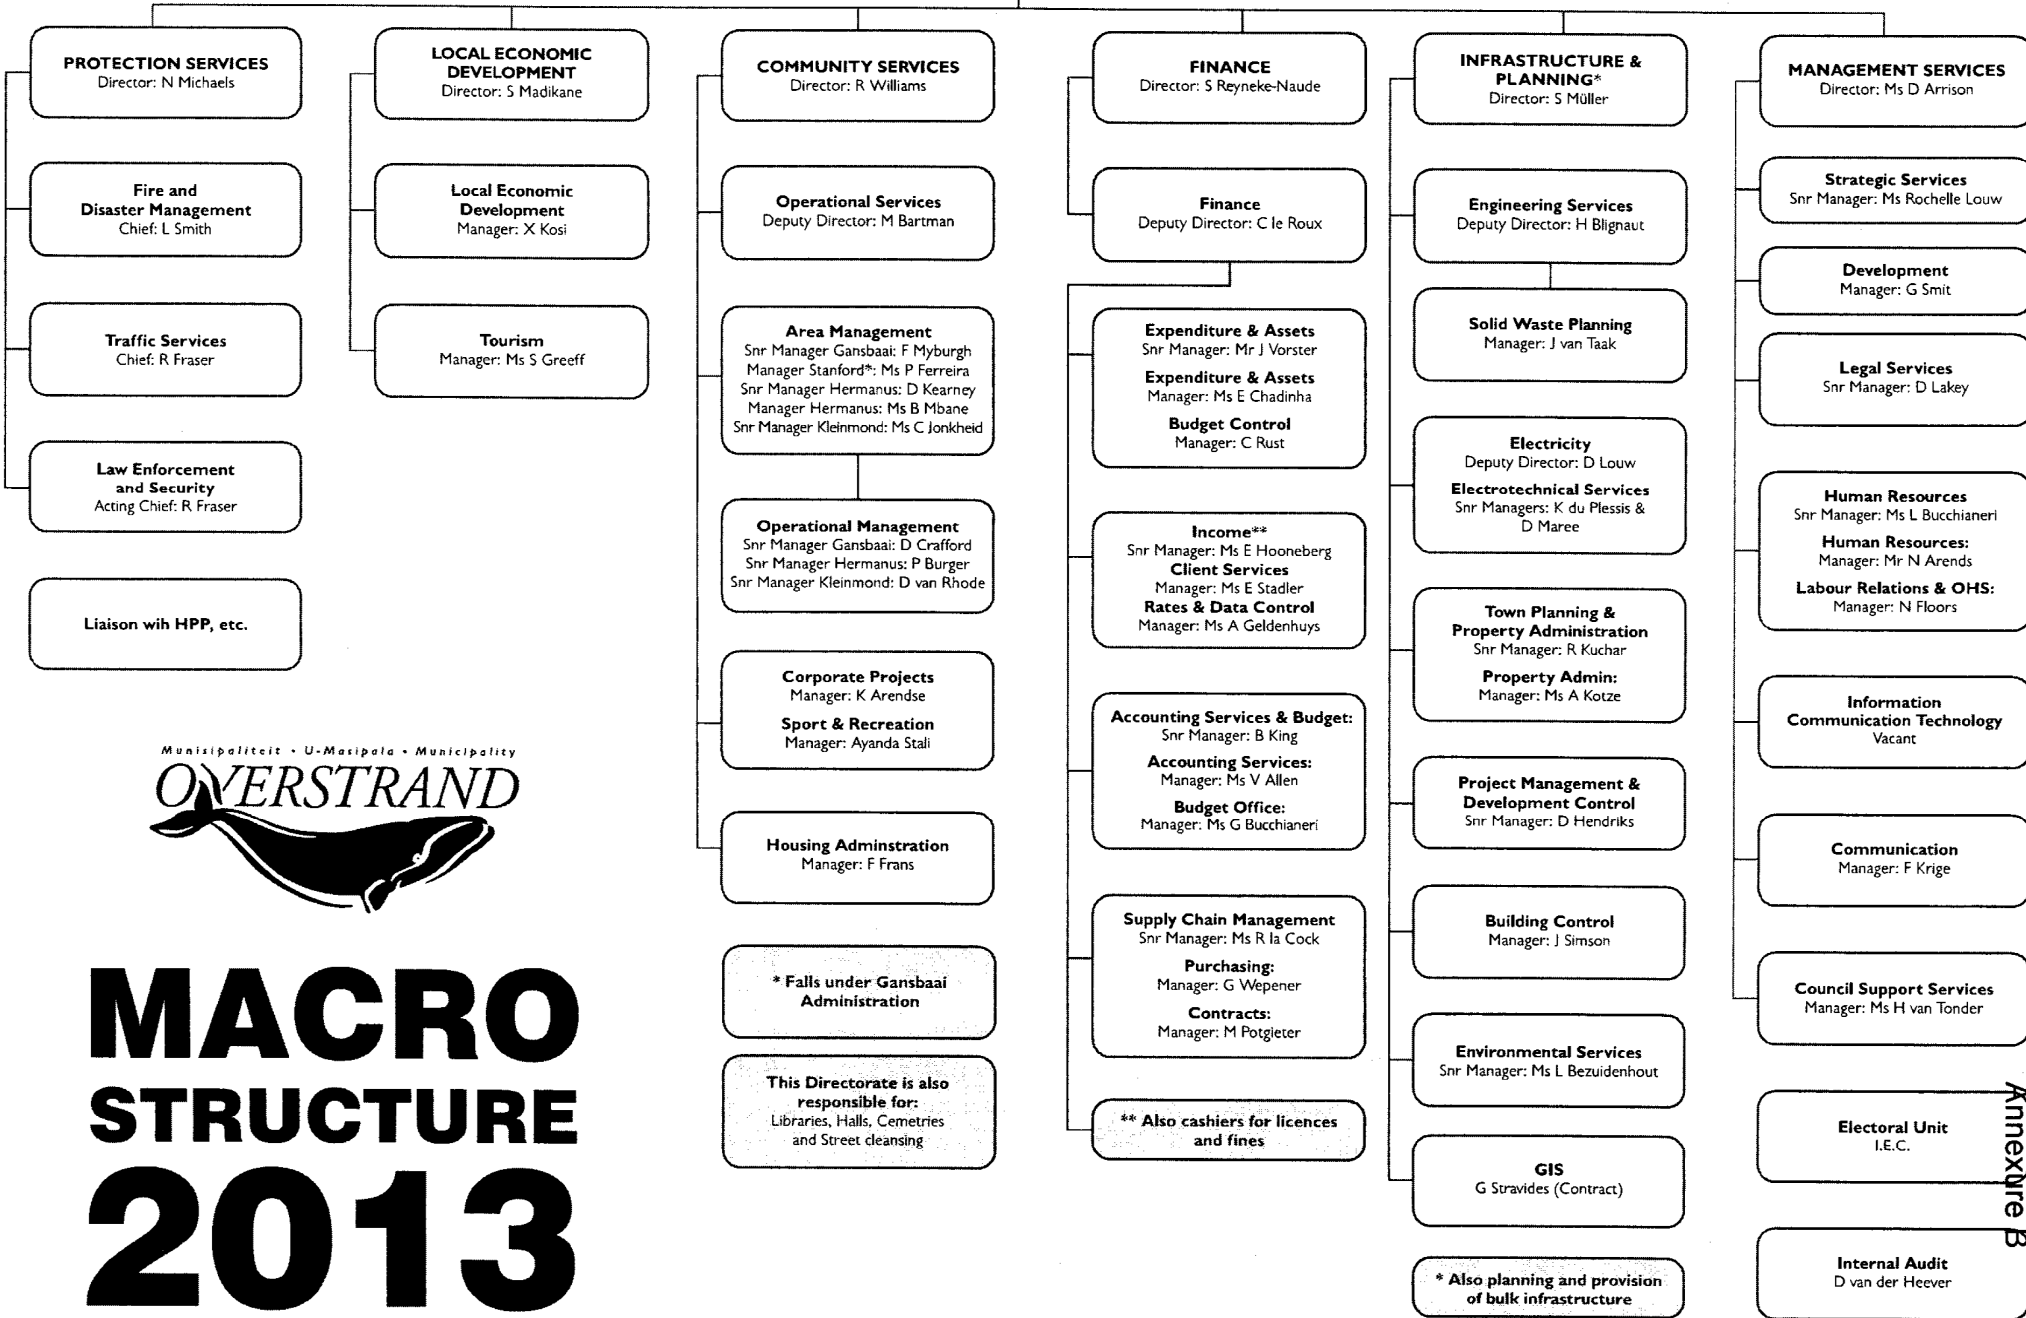 PROTECTION SERVICES
Director: N Michaels
Fire and
Disaster Management
Chief: L Smith
Traffic Services
Chief: R Fraser
Law Enforcement
and Security
Acting Chief: R Fraser
Liaison wih HPP, etc.
LOCAL ECONOMIC
DEVELOPMENT
Director: S Madikane
Local Economic
Development
Manager: X Kosi
Tourism
Manager: Ms S Greeff
COMMUNITY SERVICES
Director: R Williams
Operational Services
Deputy Director: M Bartman
Area Management
Snr Manager Gansbaai: F Myburgh
Manager Stanford*: Ms P Ferreira
Snr Manager Hermanus: D Kearney
Manager Hermanus: Ms B Mbane
Snr Manager Kleinmond: Ms C Jonkheid
Operational Management
Snr Manager Gansbaai: D Crafford
Snr Manager Hermanus: P Burger
Snr Manager Kleinmond: D van Rhode
Corporate Projects
Manager: K Arendse
Sport & Recreation
Manager: Ayanda Stali
Housing Adminstration
Manager: F Frans
* Falls under Gansbaai
Administration
This Directorate is also
responsible for:
Libraries, Halls, Cemetries
and Street cleansing
FINANCE
Director: S Reyneke-Naude
Finance
Deputy Director: C le Roux
Expenditure & Assets
Snr Manager: Mr J Vorster
Expenditure & Assets
Manager: Ms E Chadinha
Budget Control
Manager: C Rust
Income**
Snr Manager: Ms E Hooneberg
Client Services
Manager: Ms E Stadler
Rates & Data Control
Manager: Ms A Geldenhuys
Accounting Services & Budget:
Snr Manager: B King
Accounting Services:
Manager: Ms V Allen
Budget Office:
Manager: Ms G Bucchianeri
Supply Chain Management
Snr Manager: Ms R la Cock
Purchasing:
Manager: G Wepener
Contracts:
Manager: M Potgieter
** Also cashiers for licences
and fines
INFRASTRUCTURE &
PLANNING*
Director: S Müller
Engineering Services
Deputy Director: H Blignaut
Solid Waste Planning
Manager: J van Taak
Electricity
Deputy Director: D Louw
Electrotechnical Services
Snr Managers: K du Plessis &
D Maree
Town Planning &
Property Administration
Snr Manager: R Kuchar
Property Admin:
Manager: Ms A Kotze
Project Management &
Development Control
Snr Manager: D Hendriks
Building Control
Manager: J Simson
Environmental Services
Snr Manager: Ms L Bezuidenhout
GIS
G Stravides (Contract)
* Also planning and provision
of bulk infrastructure
MANAGEMENT SERVICES
Director: Ms D Arrison
Strategic Services
Snr Manager: Ms Rochelle Louw
Development
Manager: G Smit
Legal Services
Snr Manager: D Lakey
Human Resources
Snr Manager: Ms L Bucchianeri
Human Resources:
Manager: Mr N Arends
Labour Relations & OHS:
Manager: N Floors
Information
Communication Technology
Vacant
Communication
Manager: F Krige
Council Support Services
Manager: Ms H van Tonder
Electoral Unit
I.E.C.
Internal Audit
D van der Heever
Annexure B
Munisipaliteit • U-Masipala • Municipality
OVERSTRAND
MACRO
STRUCTURE
2013